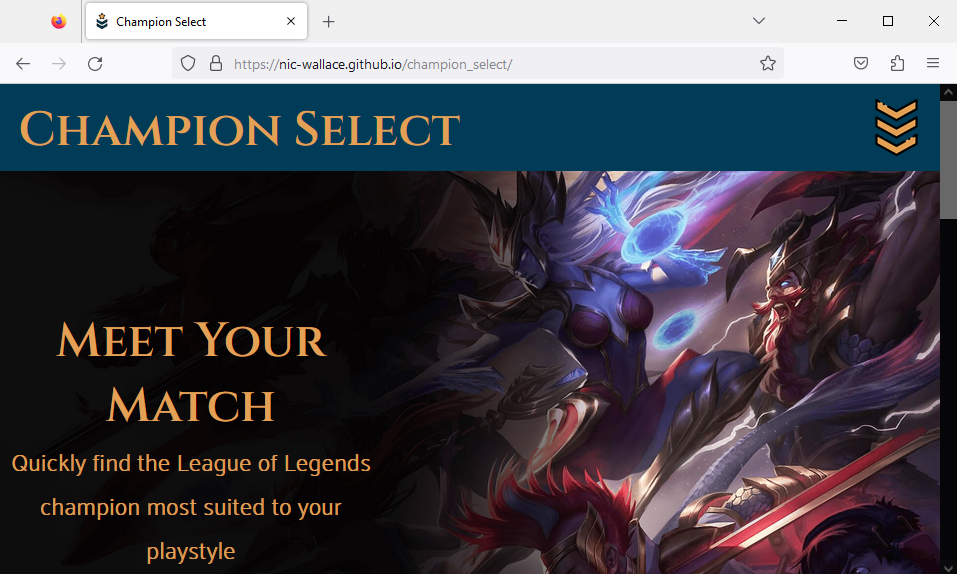 Champion Select
https://nic-wallace.github.io/champion_select/
Champion Select
Meet Your
Match
Quickly find the League of Legends
champion most suited to your
playstyle